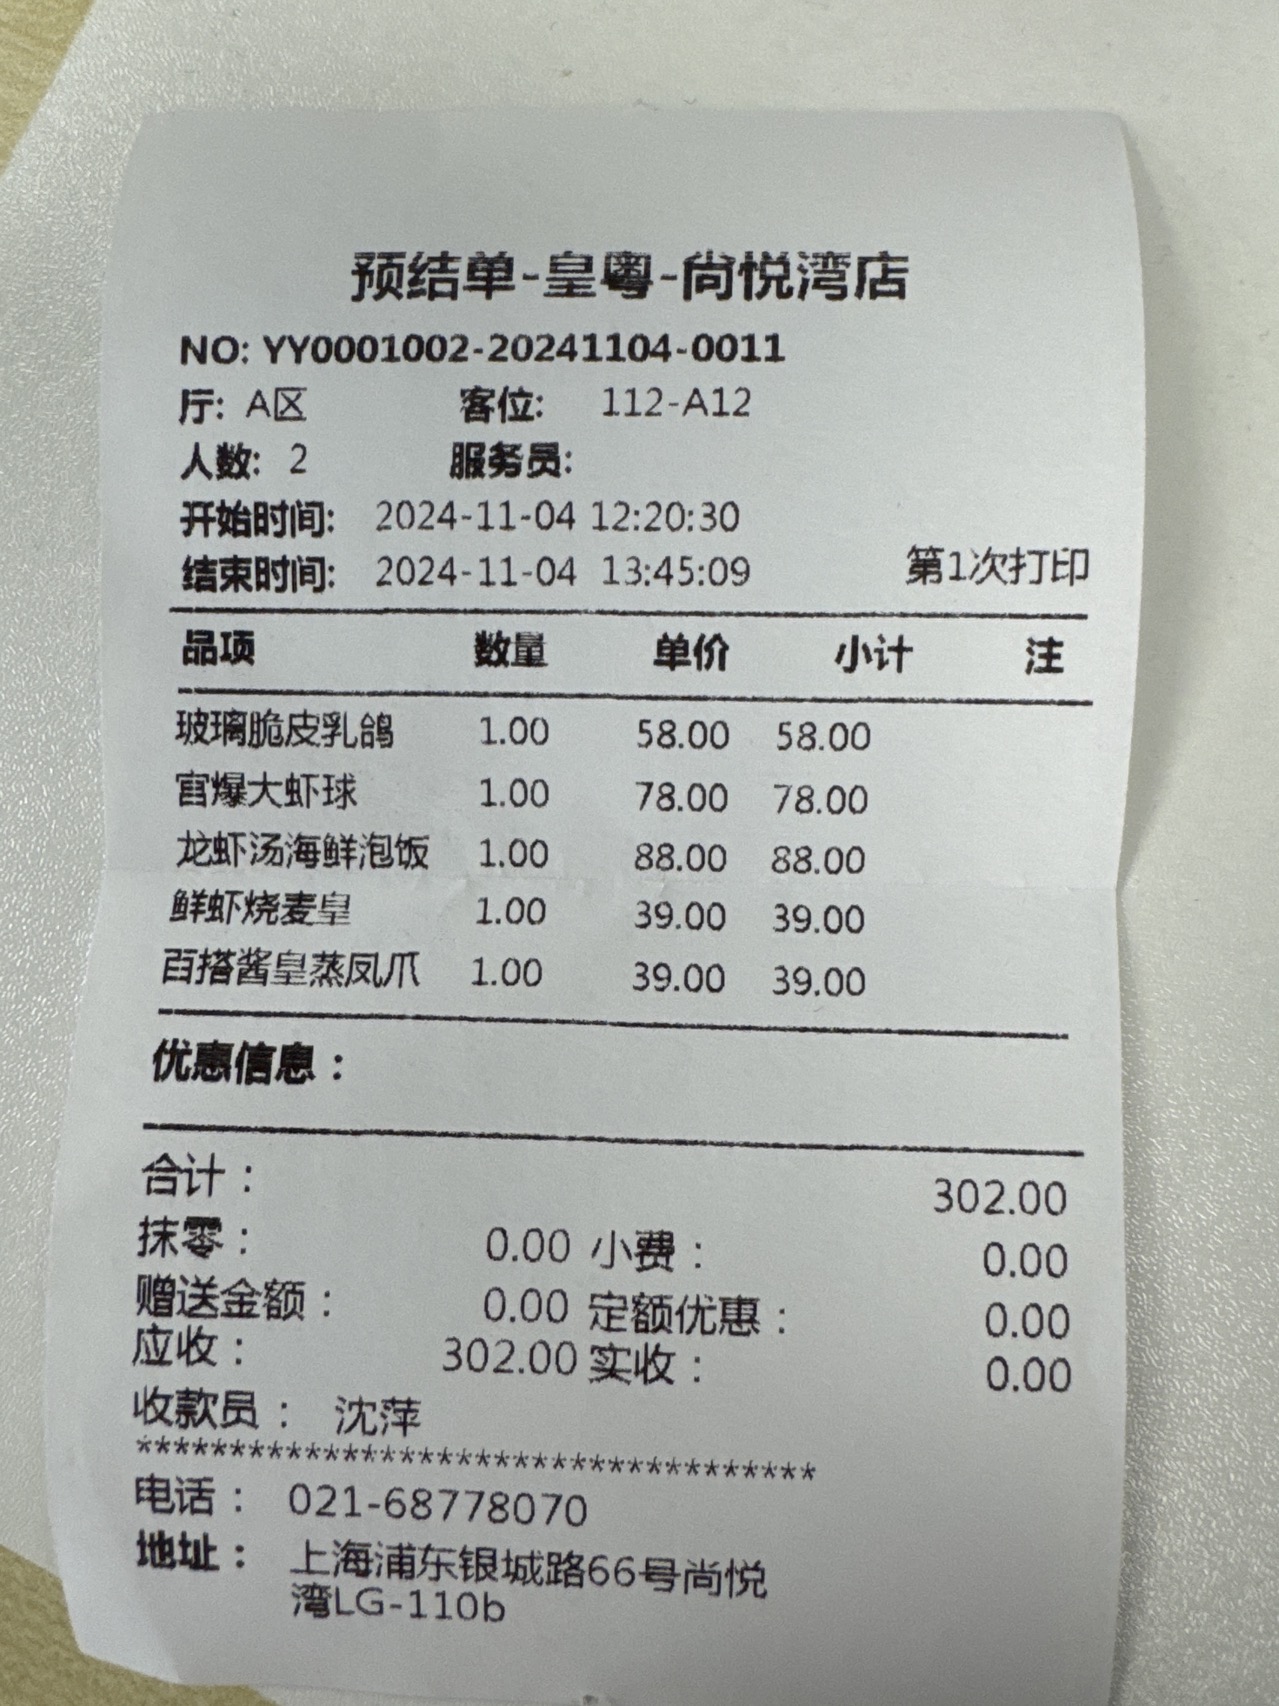 预结单-皇粤-尚悦湾店
NO: YY0001002-20241104-0011
厅: A区 客位: 112-A12
人数: 2 服务员:
开始时间: 2024-11-04 12:20:30
结束时间: 2024-11-04 13:45:09 第1次打印
品项 数量 单价 小计 注
玻璃脆皮乳鸽 1.00 58.00 58.00
宫爆大虾球 1.00 78.00 78.00
龙虾汤海鲜泡饭 1.00 88.00 88.00
鲜虾烧麦皇 1.00 39.00 39.00
百搭酱皇蒸凤爪 1.00 39.00 39.00
优惠信息：
合计： 302.00
抹零： 0.00 小费： 0.00
赠送金额： 0.00 定额优惠： 0.00
应收： 302.00 实收： 0.00
收款员： 沈萍
*************************************
电话： 021-68778070
地址： 上海浦东银城路66号尚悦
湾LG-110b